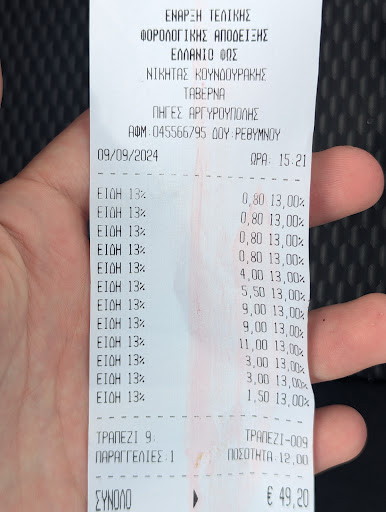 ΕΝΑΡΞΗ ΤΕΛΙΚΗΣ
ΦΟΡΟΛΟΓΙΚΗΣ ΑΠΟΔΕΙΞΗΣ
ΕΛΛΑΝΙΟ ΦΩΣ
ΝΙΚΗΤΑΣ ΚΟΥΝΔΟΥΡΑΚΗΣ
ΤΑΒΕΡΝΑ
ΠΗΓΕΣ ΑΡΓΥΡΟΥΠΟΛΗΣ
ΑΦΜ:045566795 ΔΟΥ:ΡΕΘΥΜΝΟΥ
09/09/2024 ΩΡΑ: 15:21
ΕΙΔΗ 13% 0,80 13,00%
ΕΙΔΗ 13% 0,80 13,00%
ΕΙΔΗ 13% 0,80 13,00%
ΕΙΔΗ 13% 0,80 13,00%
ΕΙΔΗ 13% 4,00 13,00%
ΕΙΔΗ 13% 5,50 13,00%
ΕΙΔΗ 13% 9,00 13,00%
ΕΙΔΗ 13% 9,00 13,00%
ΕΙΔΗ 13% 11,00 13,00%
ΕΙΔΗ 13% 3,00 13,00%
ΕΙΔΗ 13% 3,00 13,00%
ΕΙΔΗ 13% 1,50 13,00%
ΤΡΑΠΕΖΙ 9: ΤΡΑΠΕΖΙ-009
ΠΑΡΑΓΓΕΛΙΕΣ:1 ΠΟΣΟΤΗΤΑ:12,00
ΣΥΝΟΛΟ € 49,20